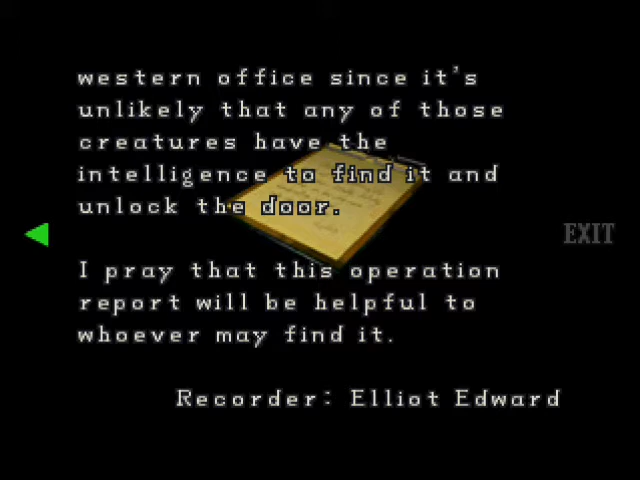 western office since it's
unlikely that any of those
creatures have the
intelligence to find it and
unlock the door.
I pray that this operation
report will be helpful to
whoever may find it.
Recorder: Elliot Edward
EXIT